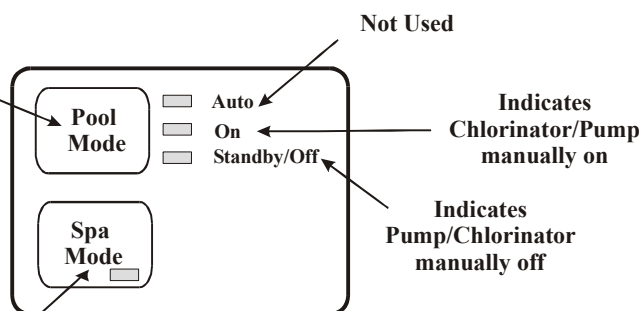 Not Used
Pool
Mode
Auto
On
Standby/Off
Indicates
Chlorinator/Pump
manually on
Spa
Mode
Indicates
Pump/Chlorinator
manually off